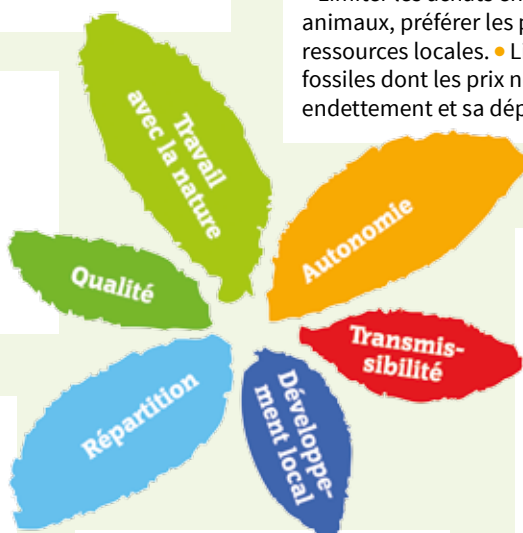 animaux, préférer les
ressources locales. •
fossiles dont les prix
endettement et sa
Travail
avec la nature
Autonomie
Qualité
Transmis-
sibilité
Répartition
Développe-
ment local